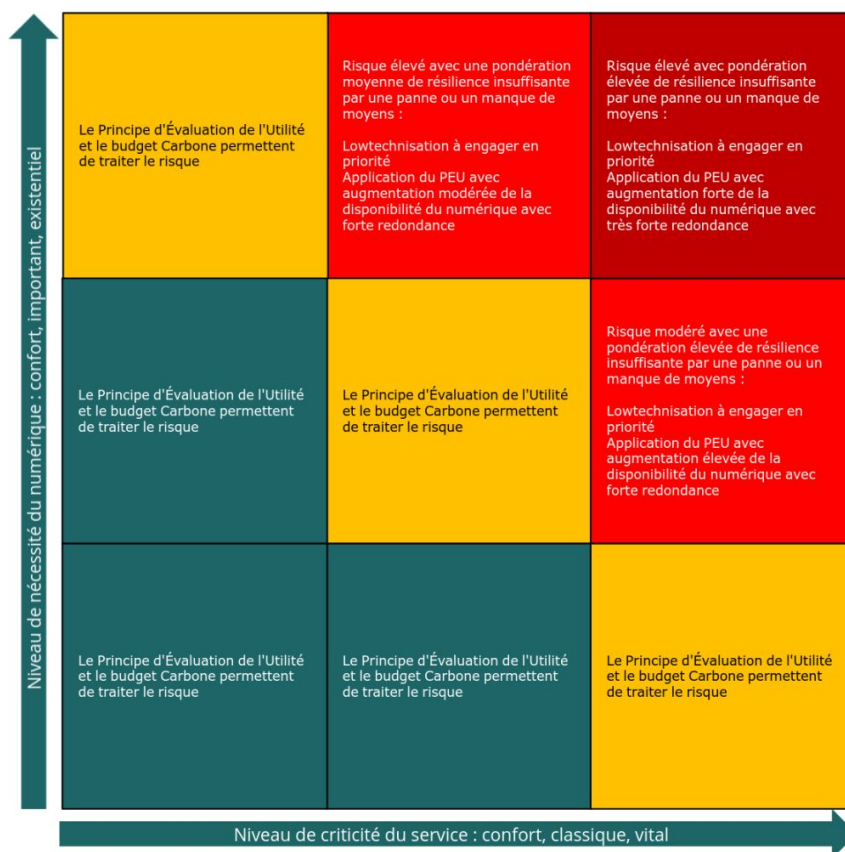 Niveau de nécessité du numérique : confort, important, existentiel
Le Principe d'Évaluation de l'Utilité
et le budget Carbone permettent
de traiter le risque
Risque élevé avec une pondération
moyenne de résilience insuffisante
par une panne ou un manque de
moyens :
Lowtechnisation à engager en
priorité
Application du PEU avec
augmentation modérée de la
disponibilité du numérique avec
forte redondance
Risque élevé avec pondération
élevée de résilience insuffisante
par une panne ou un manque de
moyens :
Lowtechnisation à engager en
priorité
Application du PEU avec
augmentation forte de la
disponibilité du numérique avec
très forte redondance
Le Principe d'Évaluation de l'Utilité
et le budget Carbone permettent
de traiter le risque
Le Principe d'Évaluation de l'Utilité
et le budget Carbone permettent
de traiter le risque
Risque modéré avec une
pondération élevée de résilience
insuffisante par une panne ou un
manque de moyens :
Lowtechnisation à engager en
priorité
Application du PEU avec
augmentation élevée de la
disponibilité du numérique avec
forte redondance
Le Principe d'Évaluation de l'Utilité
et le budget Carbone permettent
de traiter le risque
Le Principe d'Évaluation de l'Utilité
et le budget Carbone permettent
de traiter le risque
Le Principe d'Évaluation de l'Utilité
et le budget Carbone permettent
de traiter le risque
Niveau de criticité du service : confort, classique, vital